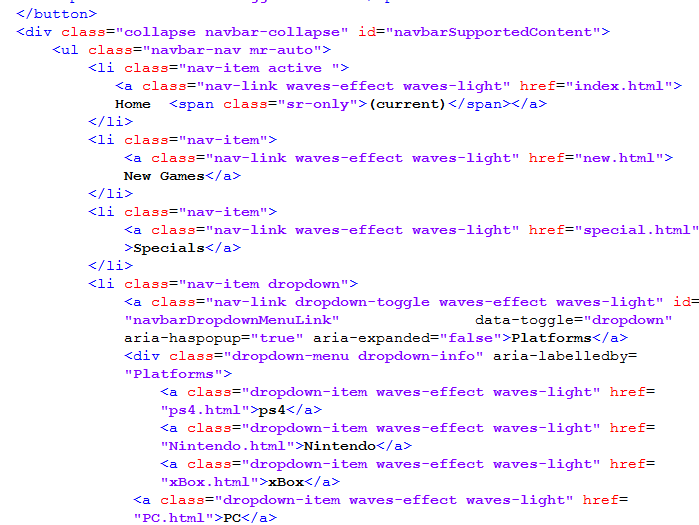 </button>
<div class="collapse navbar-collapse" id="navbarSupportedContent">
<ul class="navbar-nav mr-auto">
<li class="nav-item active ">
<a class="nav-link waves-effect waves-light" href="index.html">
Home  <span class="sr-only">(current)</span></a>
</li>
<li class="nav-item">
<a class="nav-link waves-effect waves-light" href="new.html">
New Games</a>
</li>
<li class="nav-item">
<a class="nav-link waves-effect waves-light" href="special.html"
>Specials</a>
</li>
<li class="nav-item dropdown">
<a class="nav-link dropdown-toggle waves-effect waves-light" id=
"navbarDropdownMenuLink"               data-toggle="dropdown"
aria-haspopup="true" aria-expanded="false">Platforms</a>
<div class="dropdown-menu dropdown-info" aria-labelledby=
"Platforms">
<a class="dropdown-item waves-effect waves-light" href=
"ps4.html">ps4</a>
<a class="dropdown-item waves-effect waves-light" href=
"Nintendo.html">Nintendo</a>
<a class="dropdown-item waves-effect waves-light" href=
"xBox.html">xBox</a>
<a class="dropdown-item waves-effect waves-light" href=
"PC.html">PC</a>